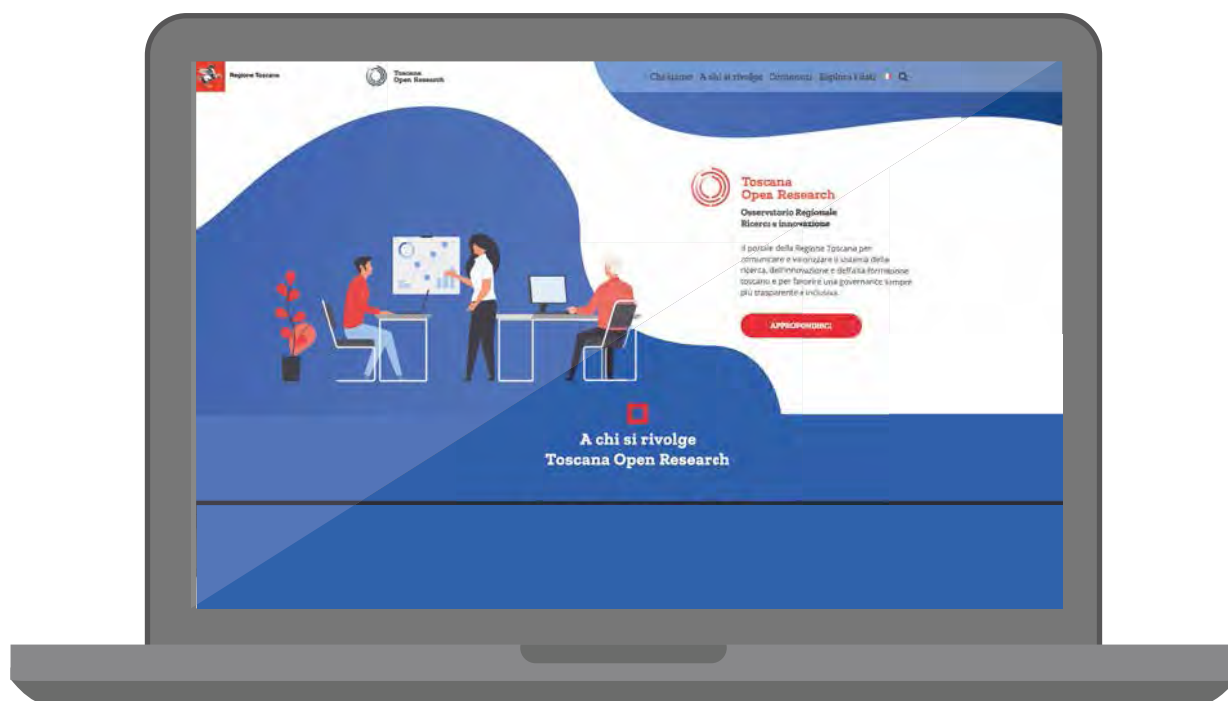 Regione Toscana
Toscana
Open Research
Chi siamo A chi si rivolge Contenuti Esplora i dati
Toscana
Open Research
Osservatorio Regionale
Ricerci e innovazione
Il portale della Regione Toscana per
comunicare e valorizzare il sistema della
ricerca, dell'innovazione e dell'alta formazione
toscano e per favorire una governance sempre
più trasparente e inclusiva.
APPROFONDISCI
A chi si rivolge
Toscana Open Research